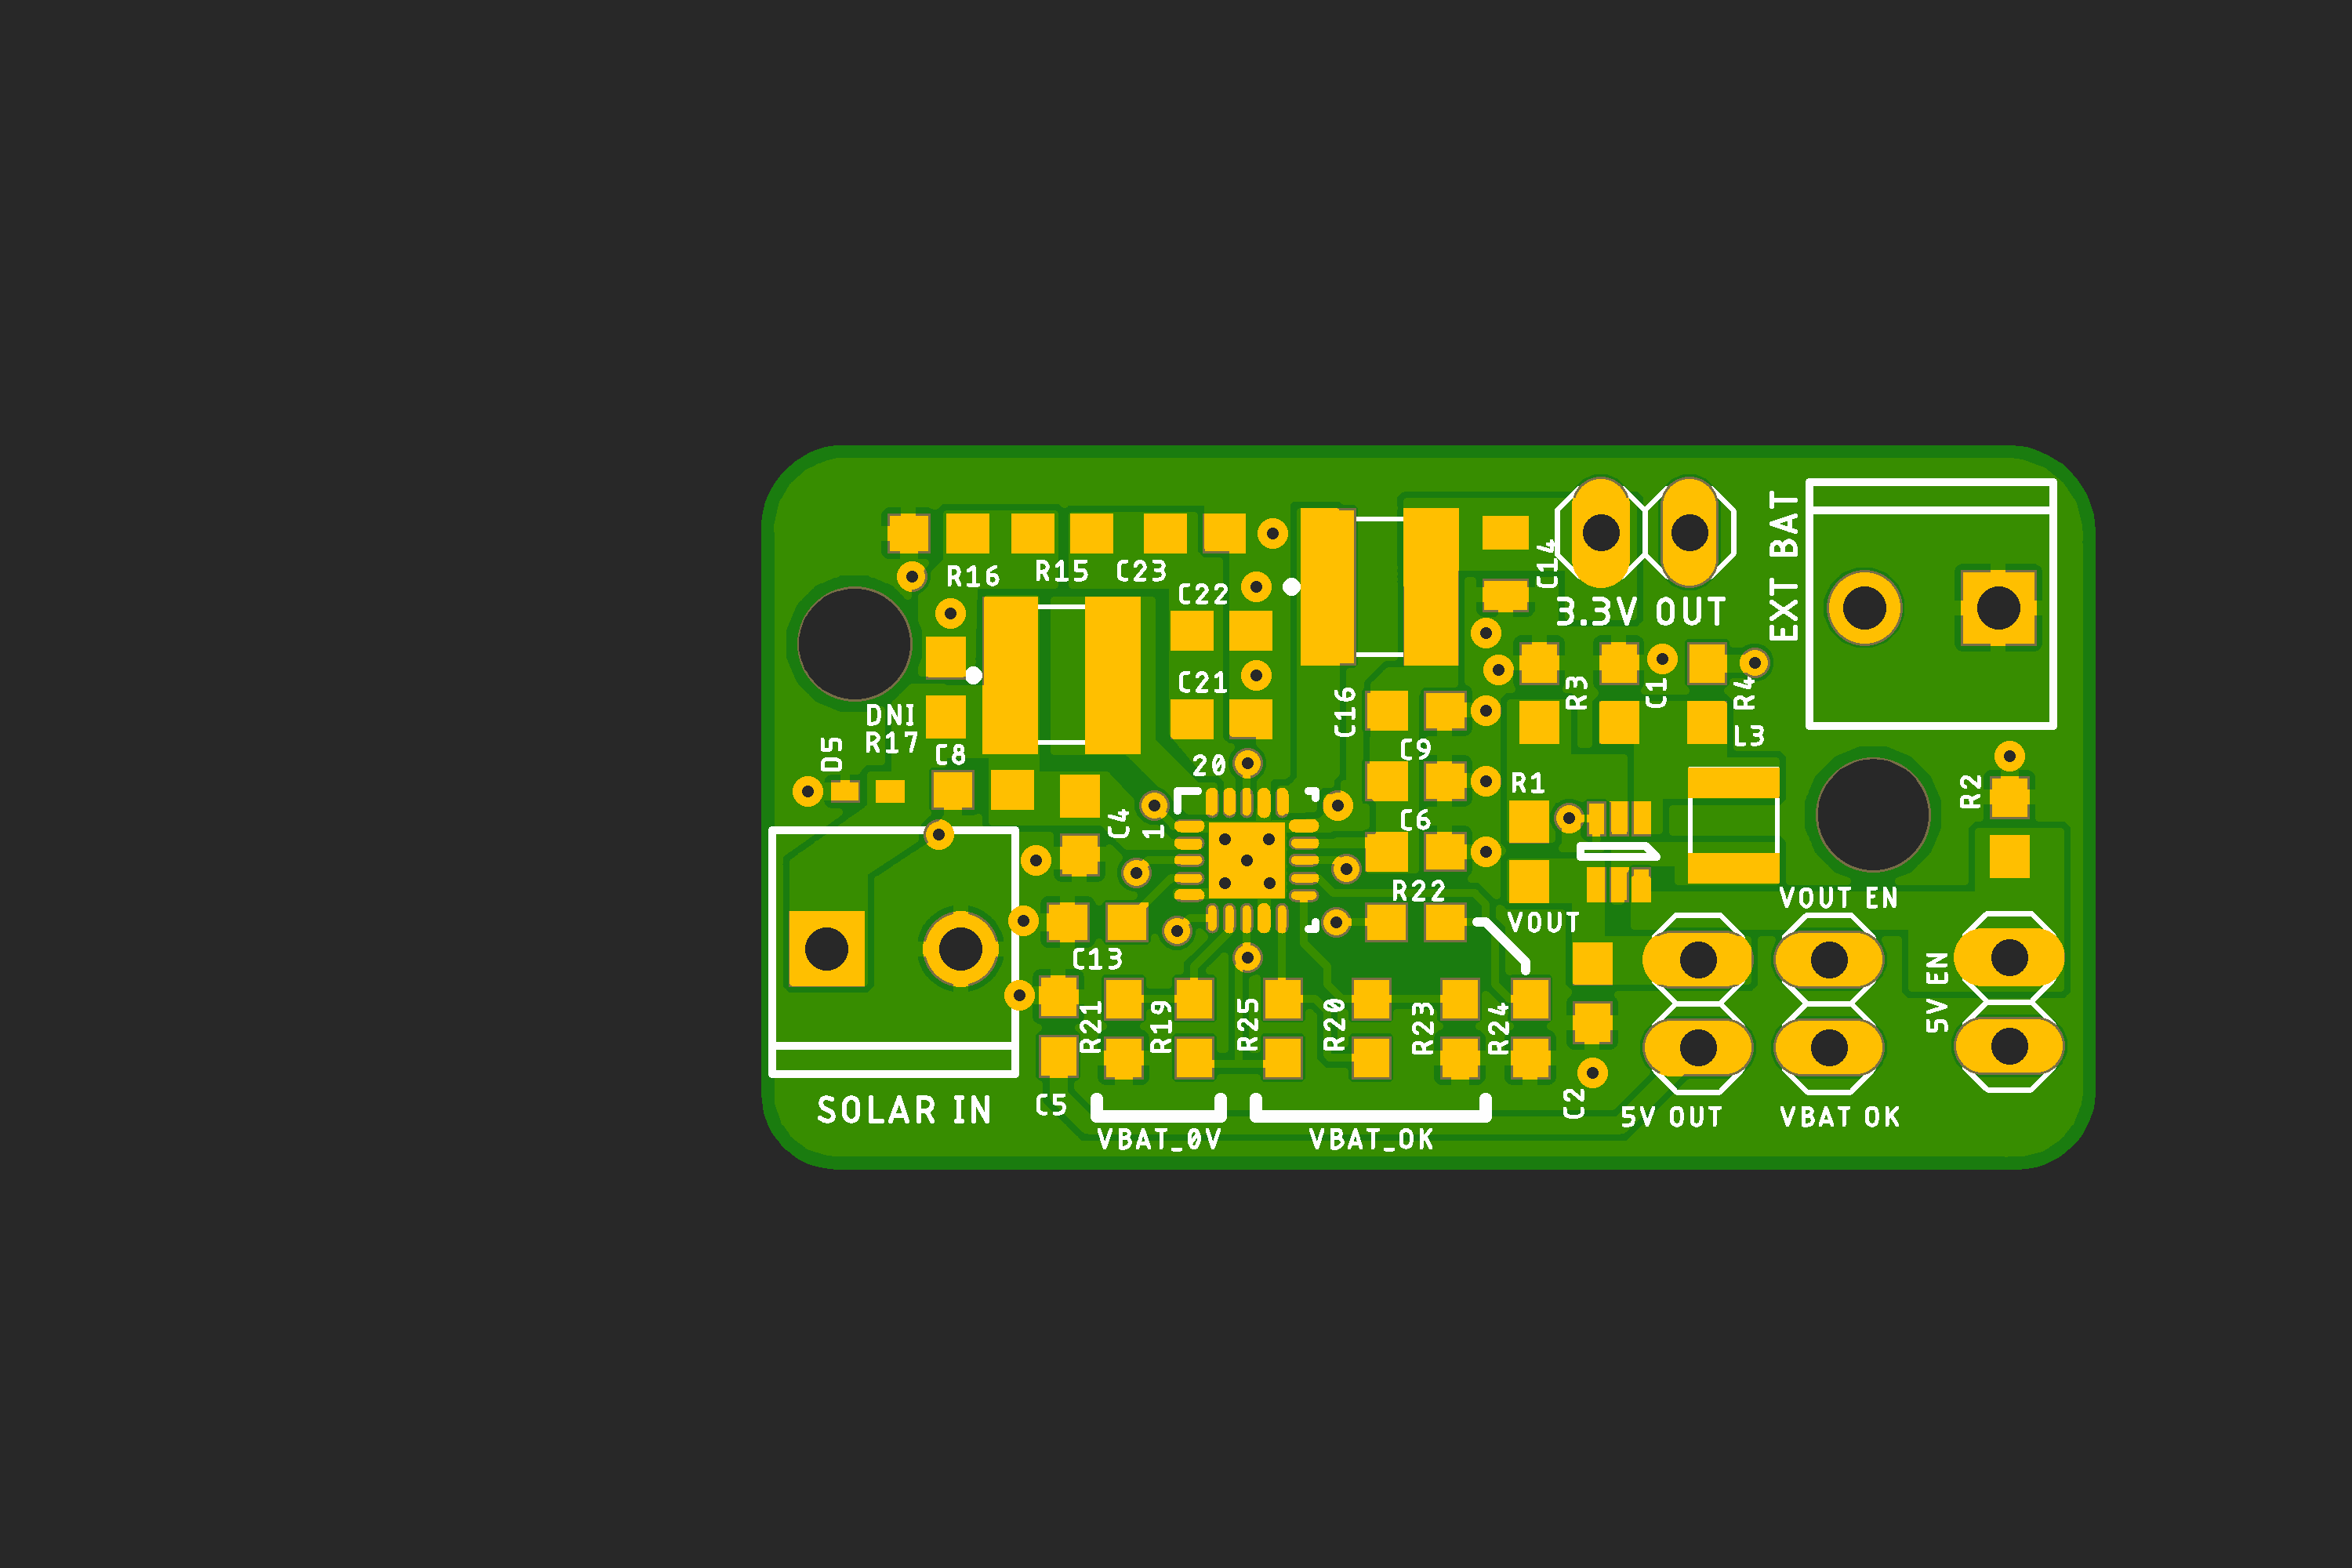 R16
R15
C23
C22
C14
3.3V OUT
EXT BAT
C21
C16
R3
C1
R4
L3
DNI
R17
D5
C8
20
C9
R1
R2
C4
1
C6
R22
VOUT
VOUT EN
C13
5V EN
R21
R19
R25
R20
R23
R24
C2
C5
SOLAR IN
VBAT_0V
VBAT_OK
5V OUT
VBAT OK